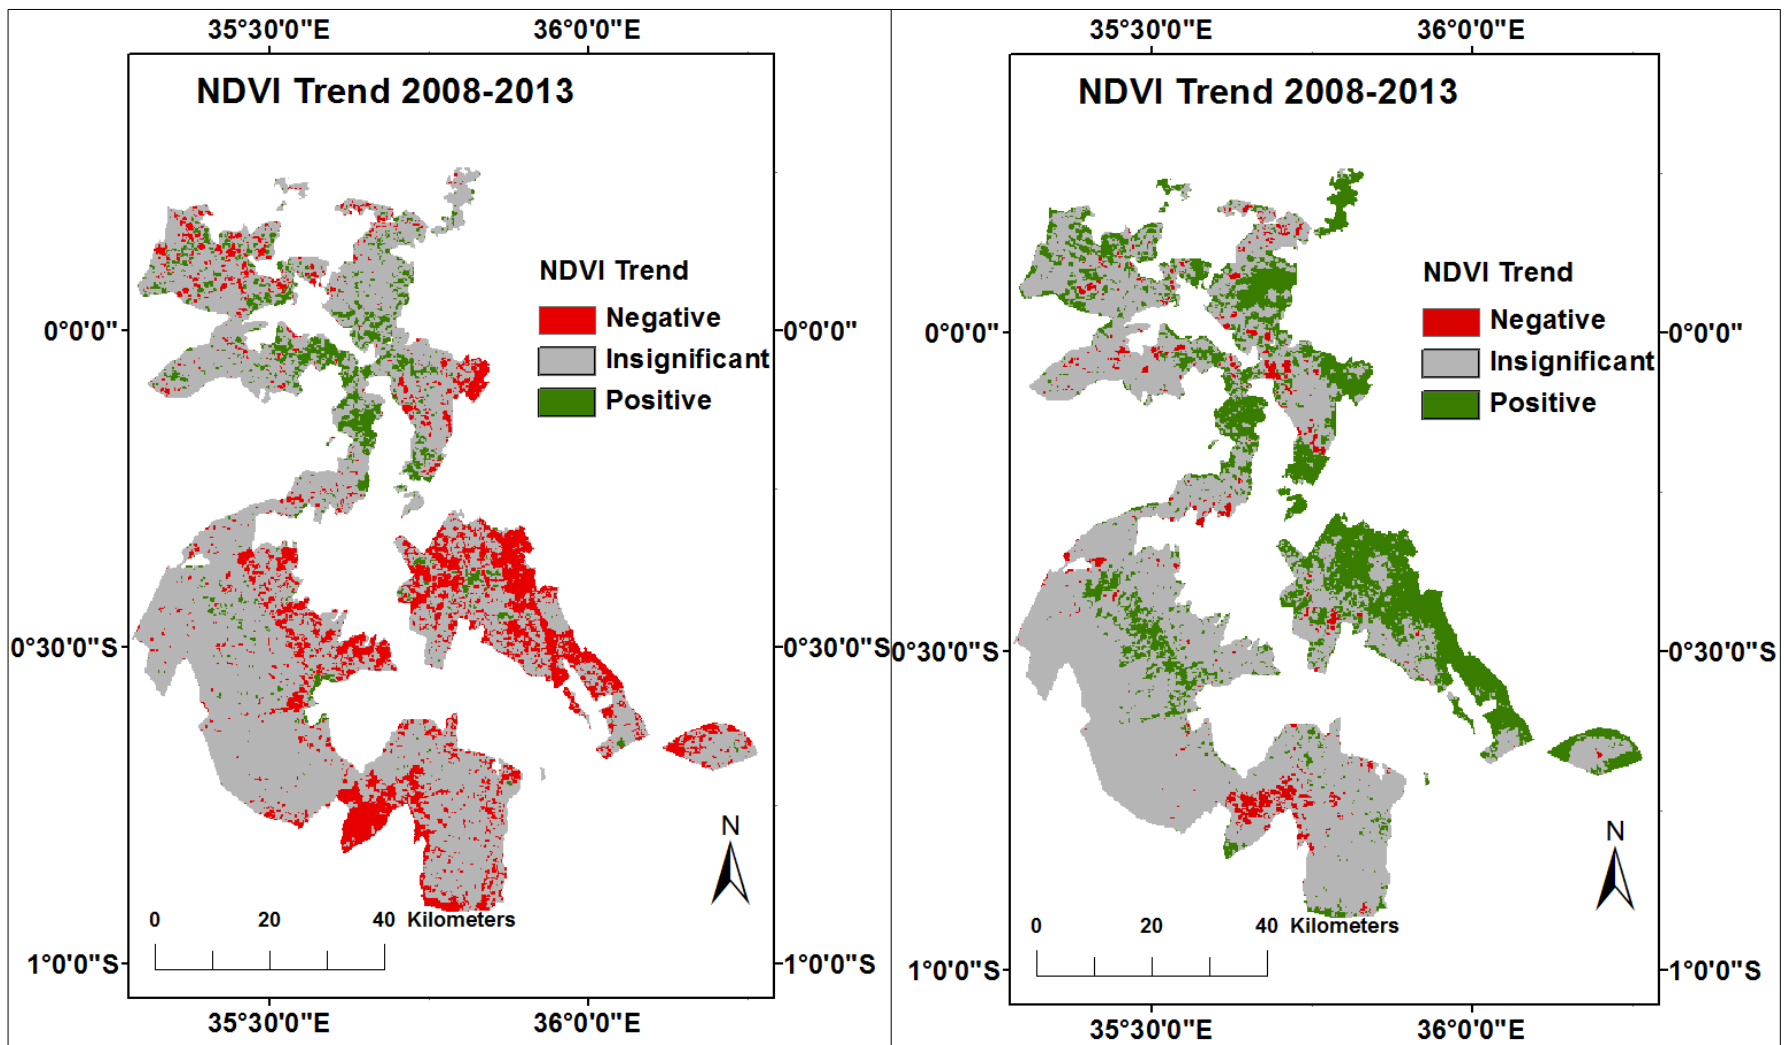 35°30'0"E 36°0'0"E
NDVI Trend 2008-2013
NDVI Trend
Negative
Insignificant
Positive
0°0'0" 0°0'0"
0°30'0"S 0°30'0"S
N
0 20 40 Kilometers
1°0'0"S 1°0'0"S
35°30'0"E 36°0'0"E
35°30'0"E 36°0'0"E
NDVI Trend 2008-2013
NDVI Trend
Negative
Insignificant
Positive
0°0'0" 0°0'0"
0°30'0"S 0°30'0"S
N
0 20 40 Kilometers
1°0'0"S 1°0'0"S
35°30'0"E 36°0'0"E